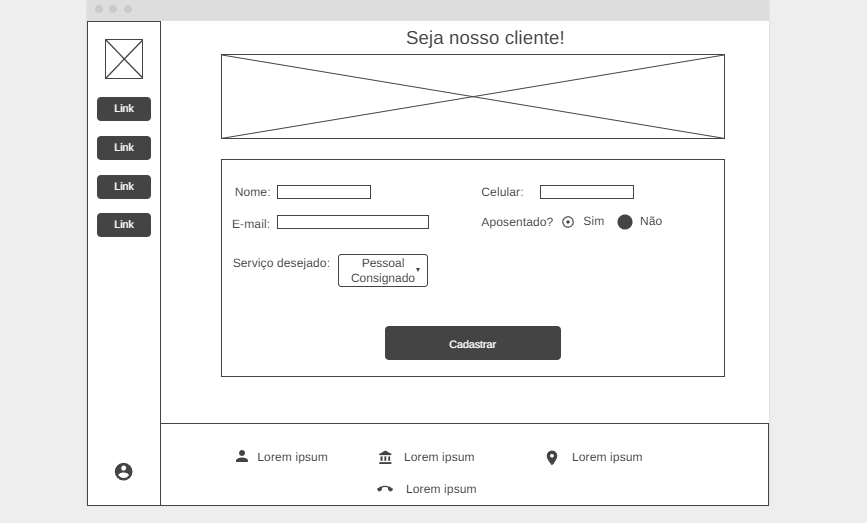 Seja nosso cliente!
Link
Link
Link
Link
Nome:
Celular:
E-mail:
Aposentado? Sim Não
Serviço desejado:
Pessoal
Consignado
Cadastrar
Lorem ipsum
Lorem ipsum
Lorem ipsum
Lorem ipsum